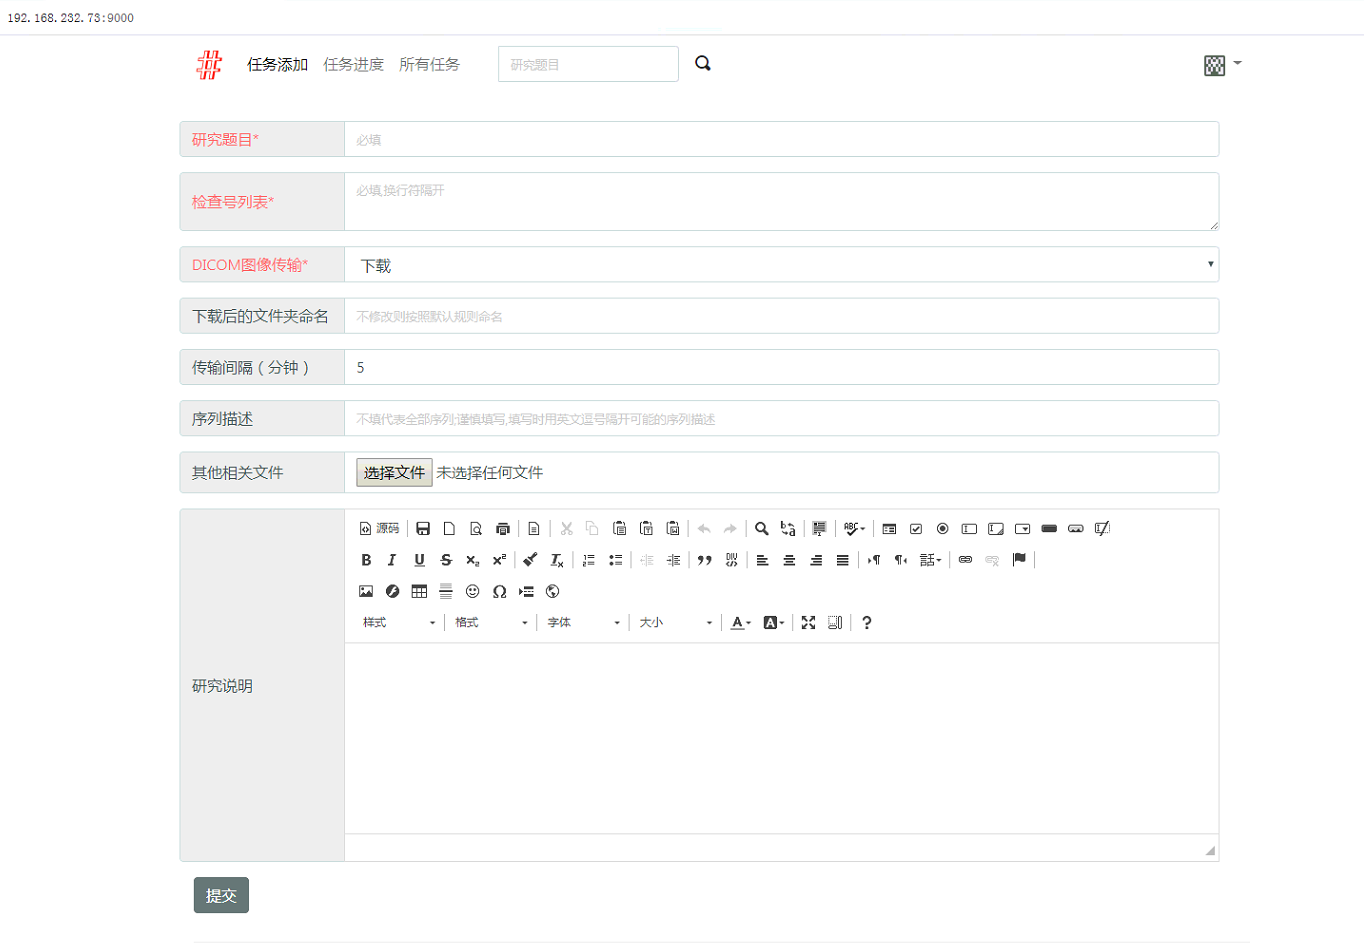 192.168.232.73:9000
任务添加 任务进度 所有任务 研究题目
研究题目* 必填
检查号列表* 必填,换行符隔开
DICOM图像传输* 下载
下载后的文件夹命名 不修改则按照默认规则命名
传输间隔（分钟） 5
序列描述 不填代表全部序列;谨慎填写,填写时用英文逗号隔开可能的序列描述
其他相关文件 选择文件 未选择任何文件
源码
样式 格式 字体 大小
研究说明
提交